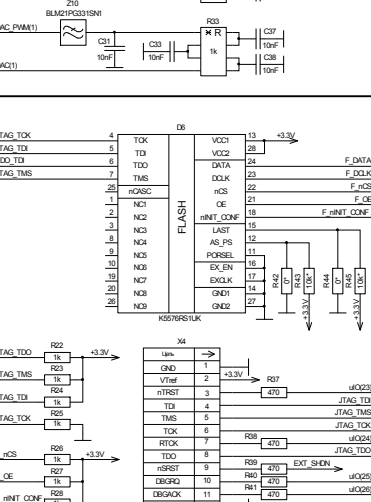 Z10
BLM21PG331SN1
AC_PWM(1)
C31
10nF
C33
10nF
R33
* R
1k
C37
10nF
C38
10nF
AC(1)
D6
TAG_TCK 4 TCK
TAG_TDI 5 TDI
DO_TDI 6 TDO
TAG_TMS 7 TMS
25 nCASC
1 NC1
2 NC2
3 NC3
8 NC4
9 NC5
10 NC6
19 NC7
20 NC8
26 NC9
FLASH
VCC1 13 +3.3V
VCC2 28
DATA 24 F_DATA
DCLK 23 F_DCLK
nCS 22 F_nCS
OE 21 F_OE
nINIT_CONF 18 F_nINIT_CONF
LAST 15
AS_PS 12
PORSEL 11
EX_EN 16
EXCLK 17
GND1 14
GND2 27
R42 0*
R43 10k*
R44 0*
R45 10k*
+3.3V
+3.3V
K5576RS1UK
TAG_TDO R22 1k +3.3V
TAG_TMS R23 1k
TAG_TDI R24 1k
TAG_TCK R25 1k
nCS R26 1k +3.3V
_OE R27 1k
nINIT_CONF R28 1k
X4
Цепь
GND 1
VTref 2 +3.3V
nTRST 3 R37 470 uIO(23)
TDI 4 JTAG_TDI
TMS 5 JTAG_TMS
TCK 6 JTAG_TCK
RTCK 7 R38 470 uIO(24)
TDO 8 JTAG_TDO
nSRST 9 R39 470 EXT_SHDN
DBGRQ 10 R40 470 uIO(25)
DBGACK 11 R41 470 uIO(26)